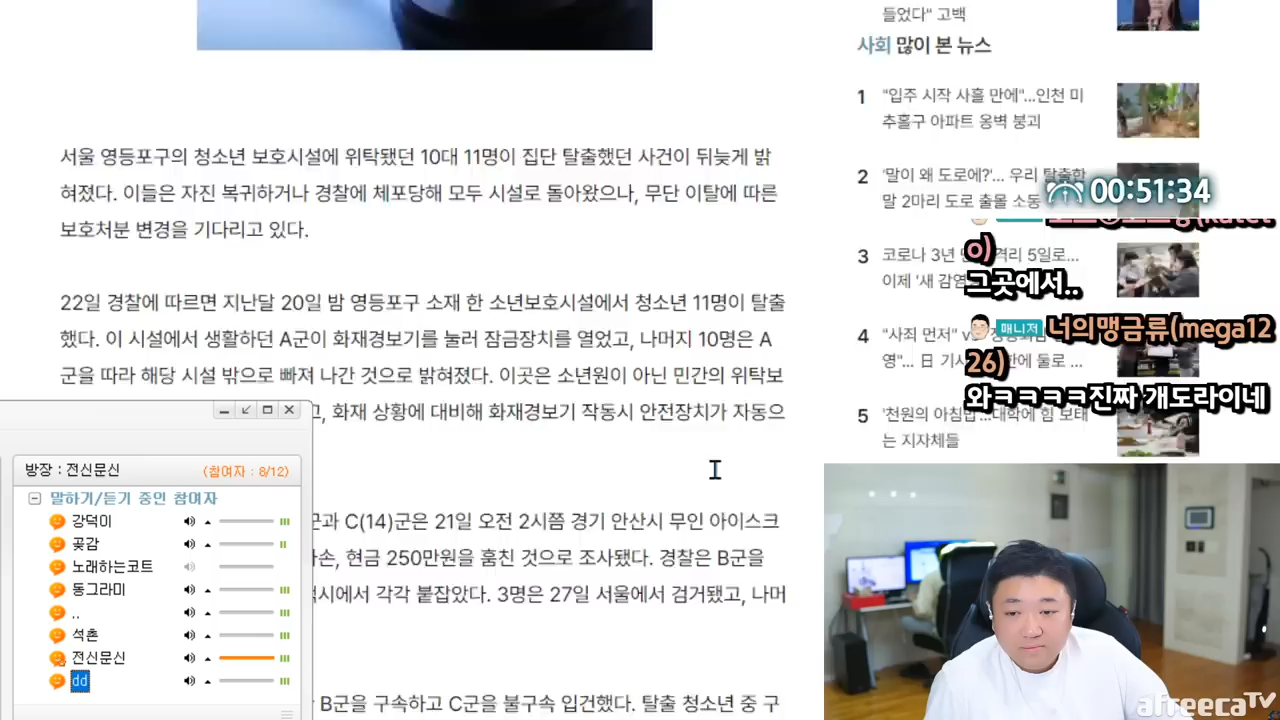 서울 영등포구의 청소년 보호시설에 위탁됐던 10대 11명이 집단 탈출했던 사건이 뒤늦게 밝
혀졌다. 이들은 자진 복귀하거나 경찰에 체포당해 모두 시설로 돌아왔으나, 무단 이탈에 따른
보호처분 변경을 기다리고 있다.
22일 경찰에 따르면 지난달 20일 밤 영등포구 소재 한 소년보호시설에서 청소년 11명이 탈출
했다. 이 시설에서 생활하던 A군이 화재경보기를 눌러 잠금장치를 열었고, 나머지 10명은 A
군을 따라 해당 시설 밖으로 빠져 나간 것으로 밝혀졌다. 이곳은 소년원이 아닌 민간의 위탁보
고, 화재 상황에 대비해 화재경보기 작동시 안전장치가 자동으
군과 C(14)군은 21일 오전 2시쯤 경기 안산시 무인 아이스크
파손, 현금 250만원을 훔친 것으로 조사됐다. 경찰은 B군을
시에서 각각 붙잡았다. 3명은 27일 서울에서 검거됐고, 나머
B군을 구속하고 C군을 불구속 입건했다. 탈출 청소년 중 구
방장 : 전신문신 (참여자 : 8/12)
말하기/듣기 중인 참여자
강덕이
곶감
노래하는코트
동그라미
..
석촌
전신문신
dd
들었다" 고백
사회 많이 본 뉴스
1 "입주 시작 사흘 만에"...인천 미
추홀구 아파트 옹벽 붕괴
2 '말이 왜 도로에?'... 우리 탈출한
말 2마리 도로 출몰 소동
00:51:34
3 코로나 3년 격리 5일로...
이제 '새 감염
4 "사죄 먼저"
영"... 日 기시 한에 둘로 ...
5 '천원의 아침밥'...대학에 힘 보태
는 지자체들
o)
그곳에서..
매니저 너의맹금류(mega12
26)
와ㅋㅋㅋㅋ진짜 개도라이네
afreecaTV